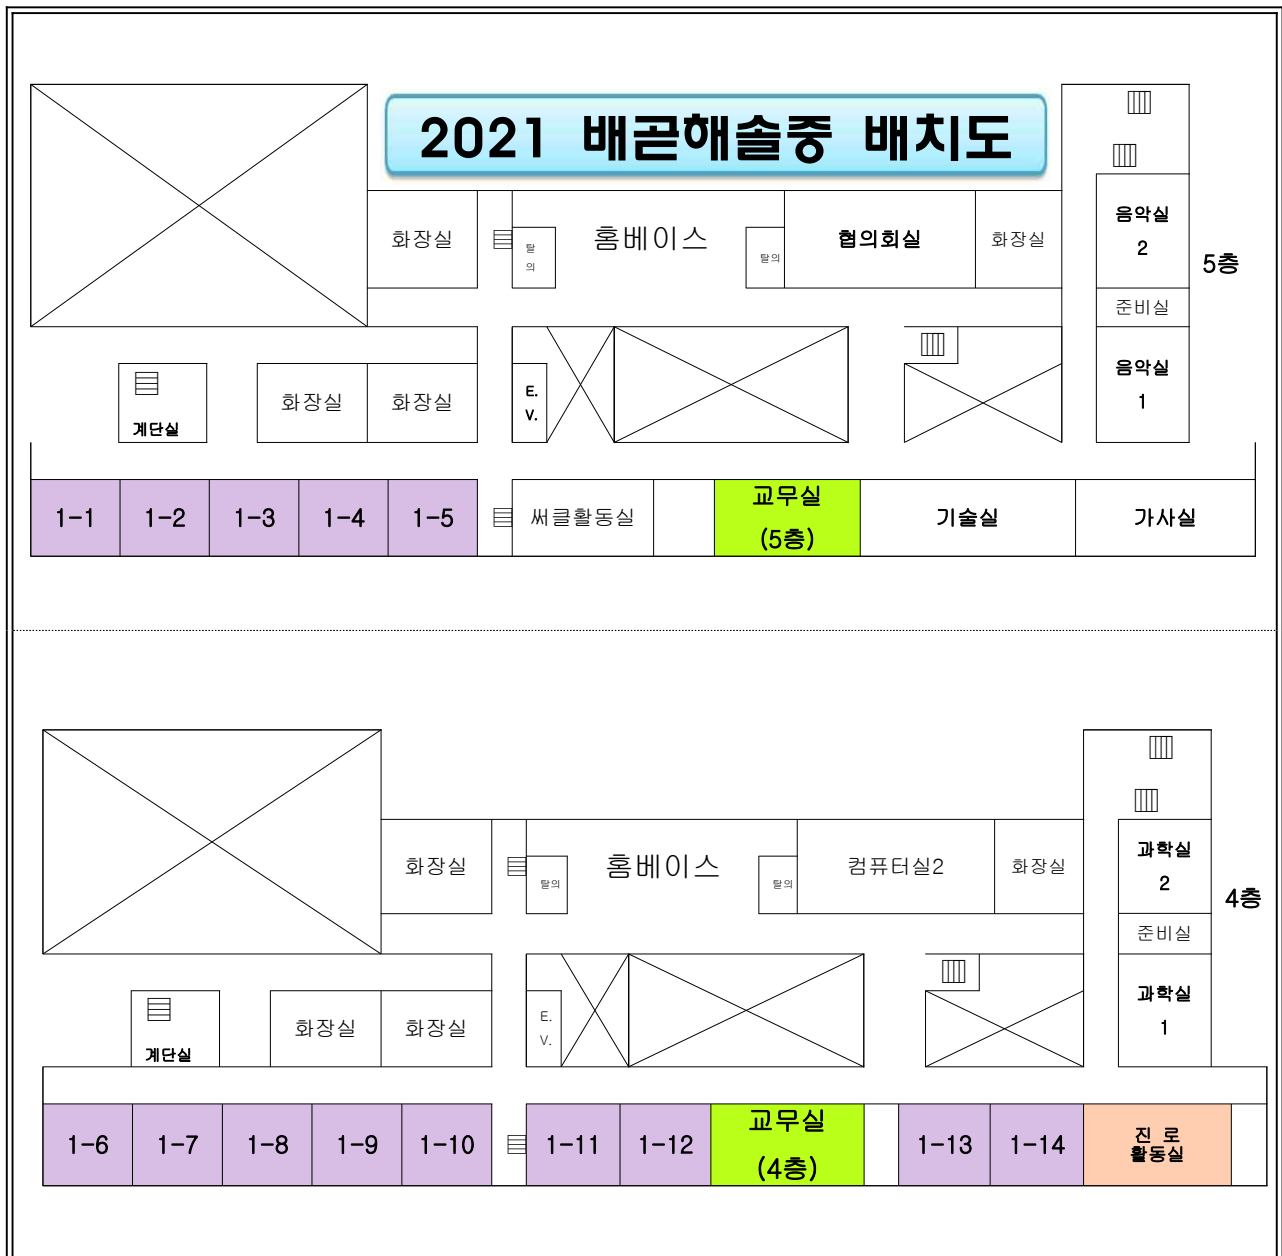 2021 배곧해솔중 배치도
화장실
탈
의
홈베이스
탈의
협의회실
화장실
음악실
2
5층
준비실
음악실
1
계단실
화장실
화장실
E.
V.
1-1
1-2
1-3
1-4
1-5
써클활동실
교무실
(5층)
기술실
가사실
화장실
탈의
홈베이스
탈의
컴퓨터실2
화장실
과학실
2
4층
준비실
과학실
1
계단실
화장실
화장실
E.
V.
1-6
1-7
1-8
1-9
1-10
1-11
1-12
교무실
(4층)
1-13
1-14
진 로
활동실